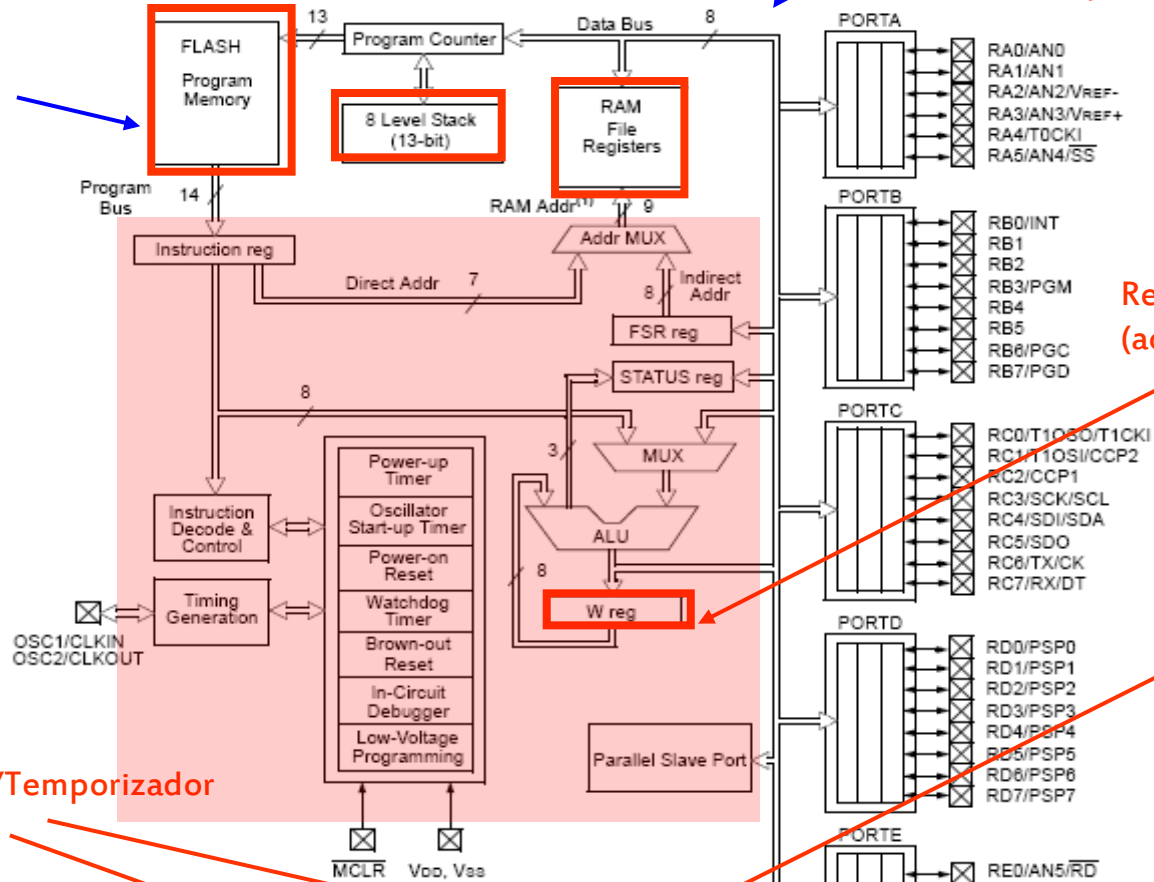 13
Data Bus
8
PORTA
FLASH
Program
Memory
Program Counter
8 Level Stack
(13-bit)
RAM
File
Registers
RA0/AN0
RA1/AN1
RA2/AN2/VREF-
RA3/AN3/VREF+
RA4/T0CKI
RA5/AN4/SS
Program
Bus
14
RAM Addr(1)
9
PORTB
Instruction reg
Addr MUX
RB0/INT
RB1
RB2
RB3/PGM
RB4
RB5
RB6/PGC
RB7/PGD
Direct Addr
7
8
Indirect
Addr
FSR reg
STATUS reg
8
3
MUX
PORTC
RC0/T1OSO/T1CKI
RC1/T1OSI/CCP2
RC2/CCP1
RC3/SCK/SCL
RC4/SDI/SDA
RC5/SDO
RC6/TX/CK
RC7/RX/DT
Power-up
Timer
Oscillator
Start-up Timer
Power-on
Reset
Watchdog
Timer
Brown-out
Reset
In-Circuit
Debugger
Low-Voltage
Programming
Instruction
Decode &
Control
Timing
Generation
ALU
8
W reg
OSC1/CLKIN
OSC2/CLKOUT
PORTD
RD0/PSP0
RD1/PSP1
RD2/PSP2
RD3/PSP3
RD4/PSP4
RD5/PSP5
RD6/PSP6
RD7/PSP7
Parallel Slave Port
/Temporizador
MCLR
VDD, VSS
PORTE
RE0/AN5/RD